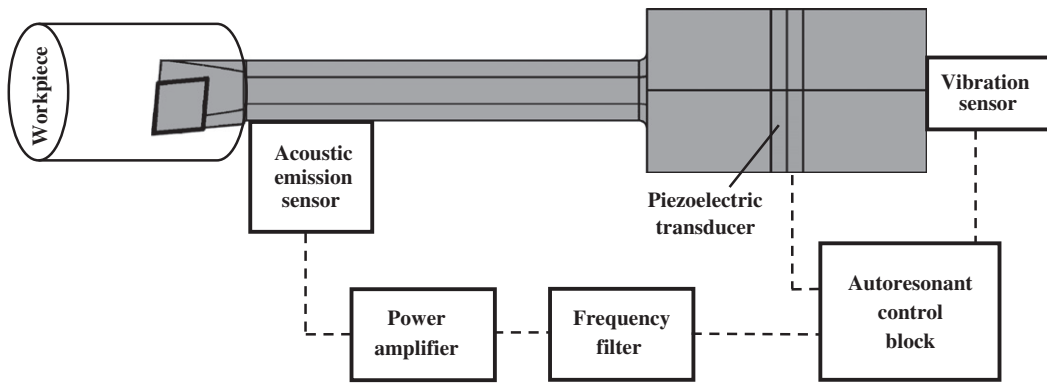 Workpiece
Vibration
sensor
Acoustic
emission
sensor
Piezoelectric
transducer
Autoresonant
control
block
Power
amplifier
Frequency
filter